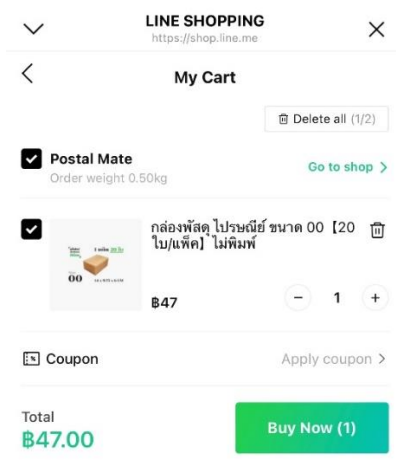 LINE SHOPPING
https://shop.line.me
My Cart
Delete all (1/2)
Postal Mate
Go to shop >
Order weight 0.50kg
กล่องพัสดุ ไปรษณีย์ ขนาด 00【20
ใบ/แพ็ค】ไม่พิมพ์
00
฿47
- 1 +
Coupon
Apply coupon >
Total
฿47.00
Buy Now (1)